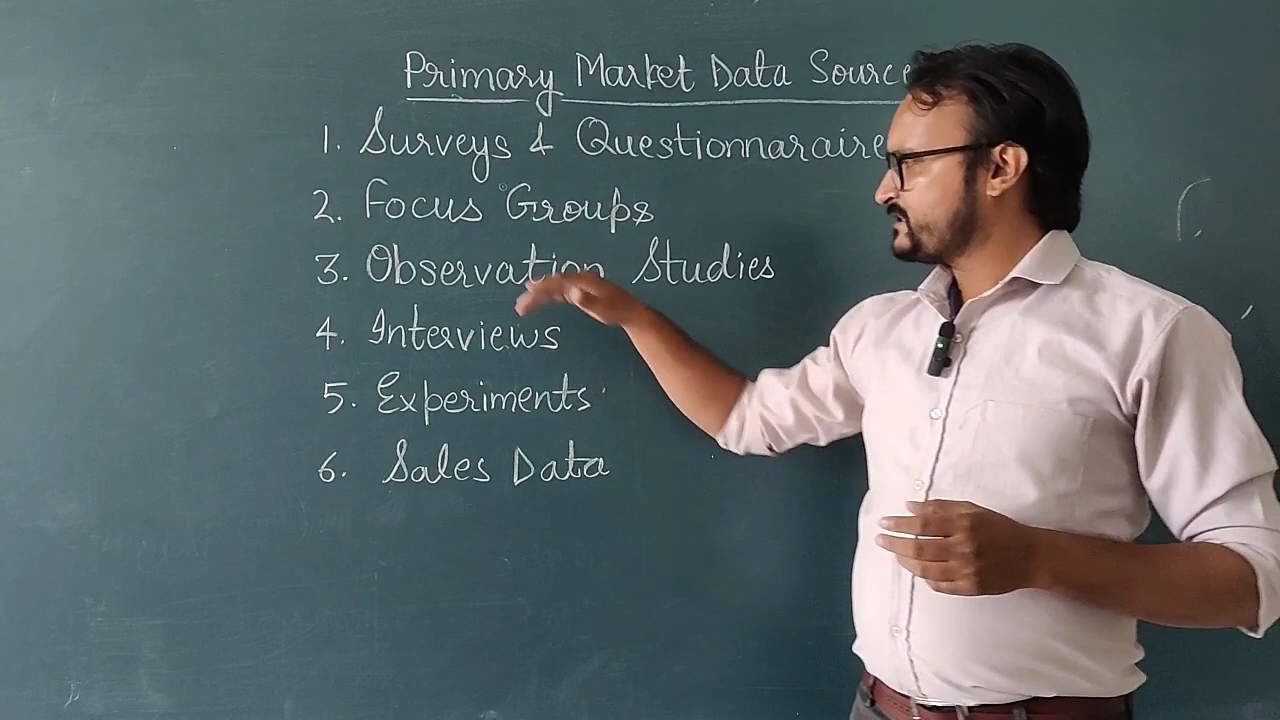 Primary Market Data Source
1. Surveys & Questionnaraire
2. Focus Groups
3. Observation Studies
4. Interviews
5. Experiments
6. Sales Data